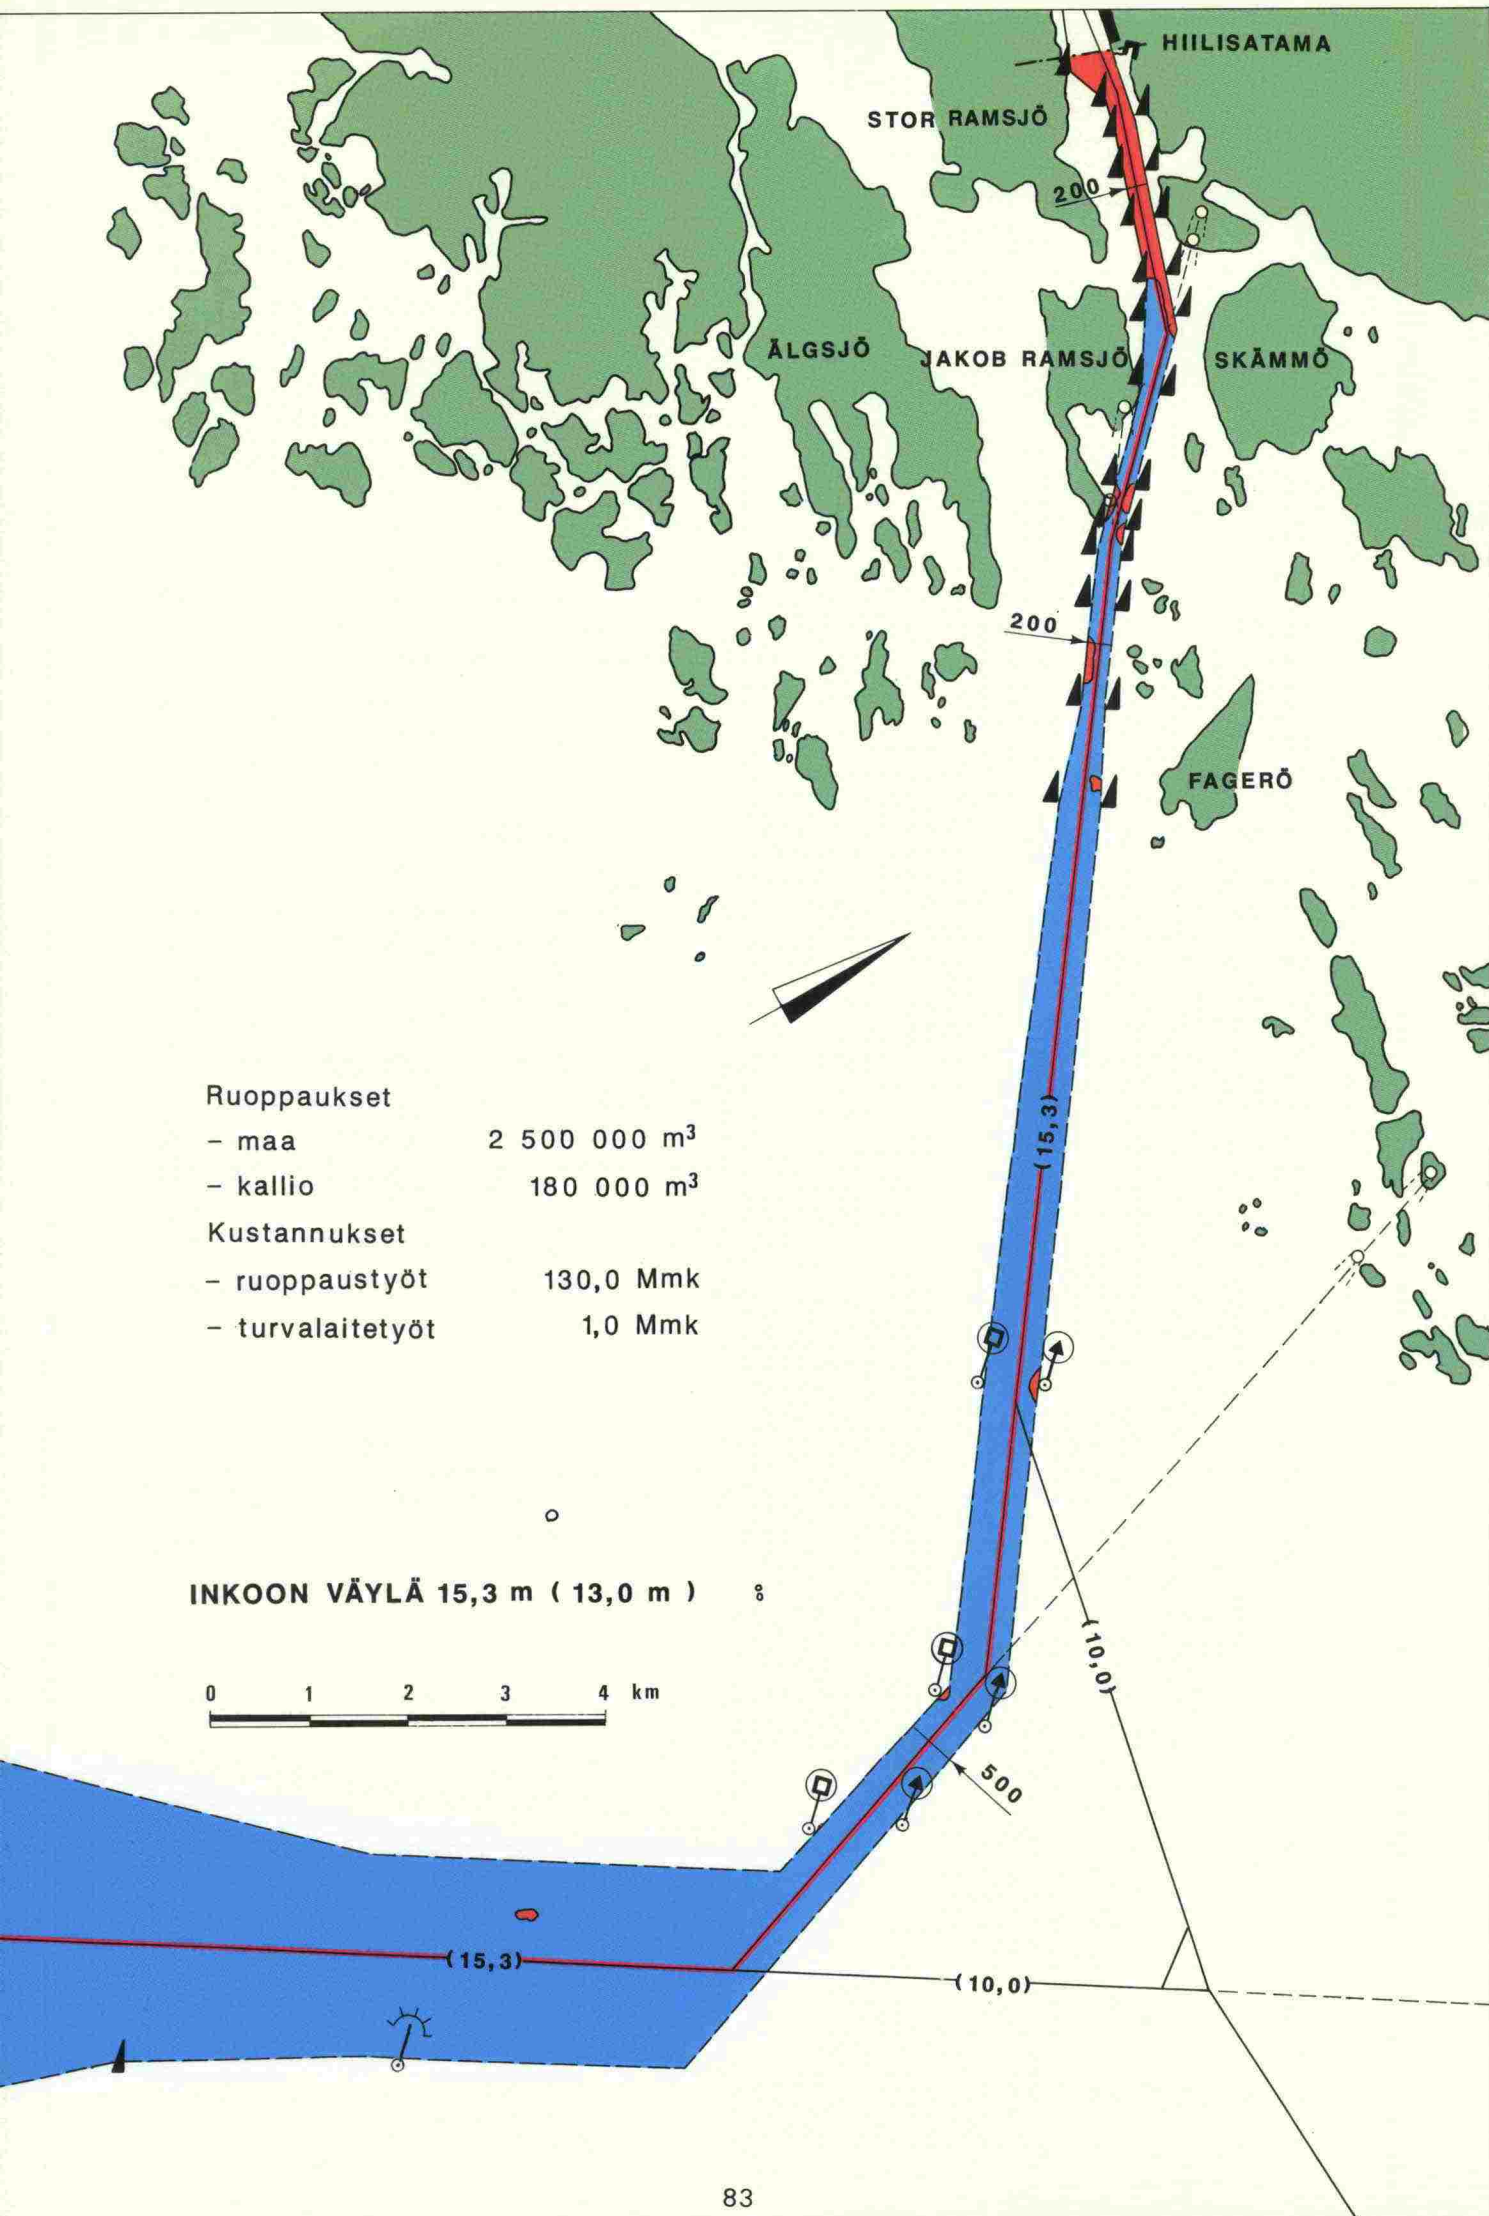 HIILISATAMA
STOR RAMSJÖ
200
ÄLGSJÖ
JAKOB RAMSJÖ
SKÄMMÖ
200
FAGERÖ
(15,3)
Ruoppaukset
– maa 2 500 000 m³
– kallio 180 000 m³
Kustannukset
– ruoppaustyöt 130,0 Mmk
– turvalaitetyöt 1,0 Mmk
INKOON VÄYLÄ 15,3 m ( 13,0 m )
(10,0)
0 1 2 3 4 km
500
(15,3)
(10,0)
83